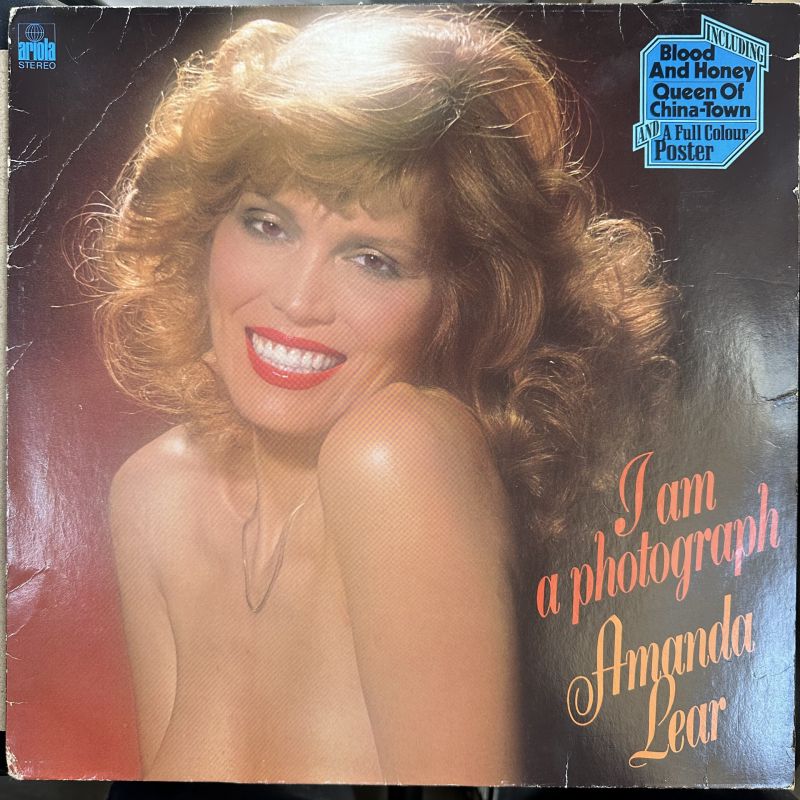 ariola
STEREO
INCLUDING
Blood
And Honey
Queen Of
China-Town
AND
A Full Colour
Poster
I am
a photograph
Amanda
Lear